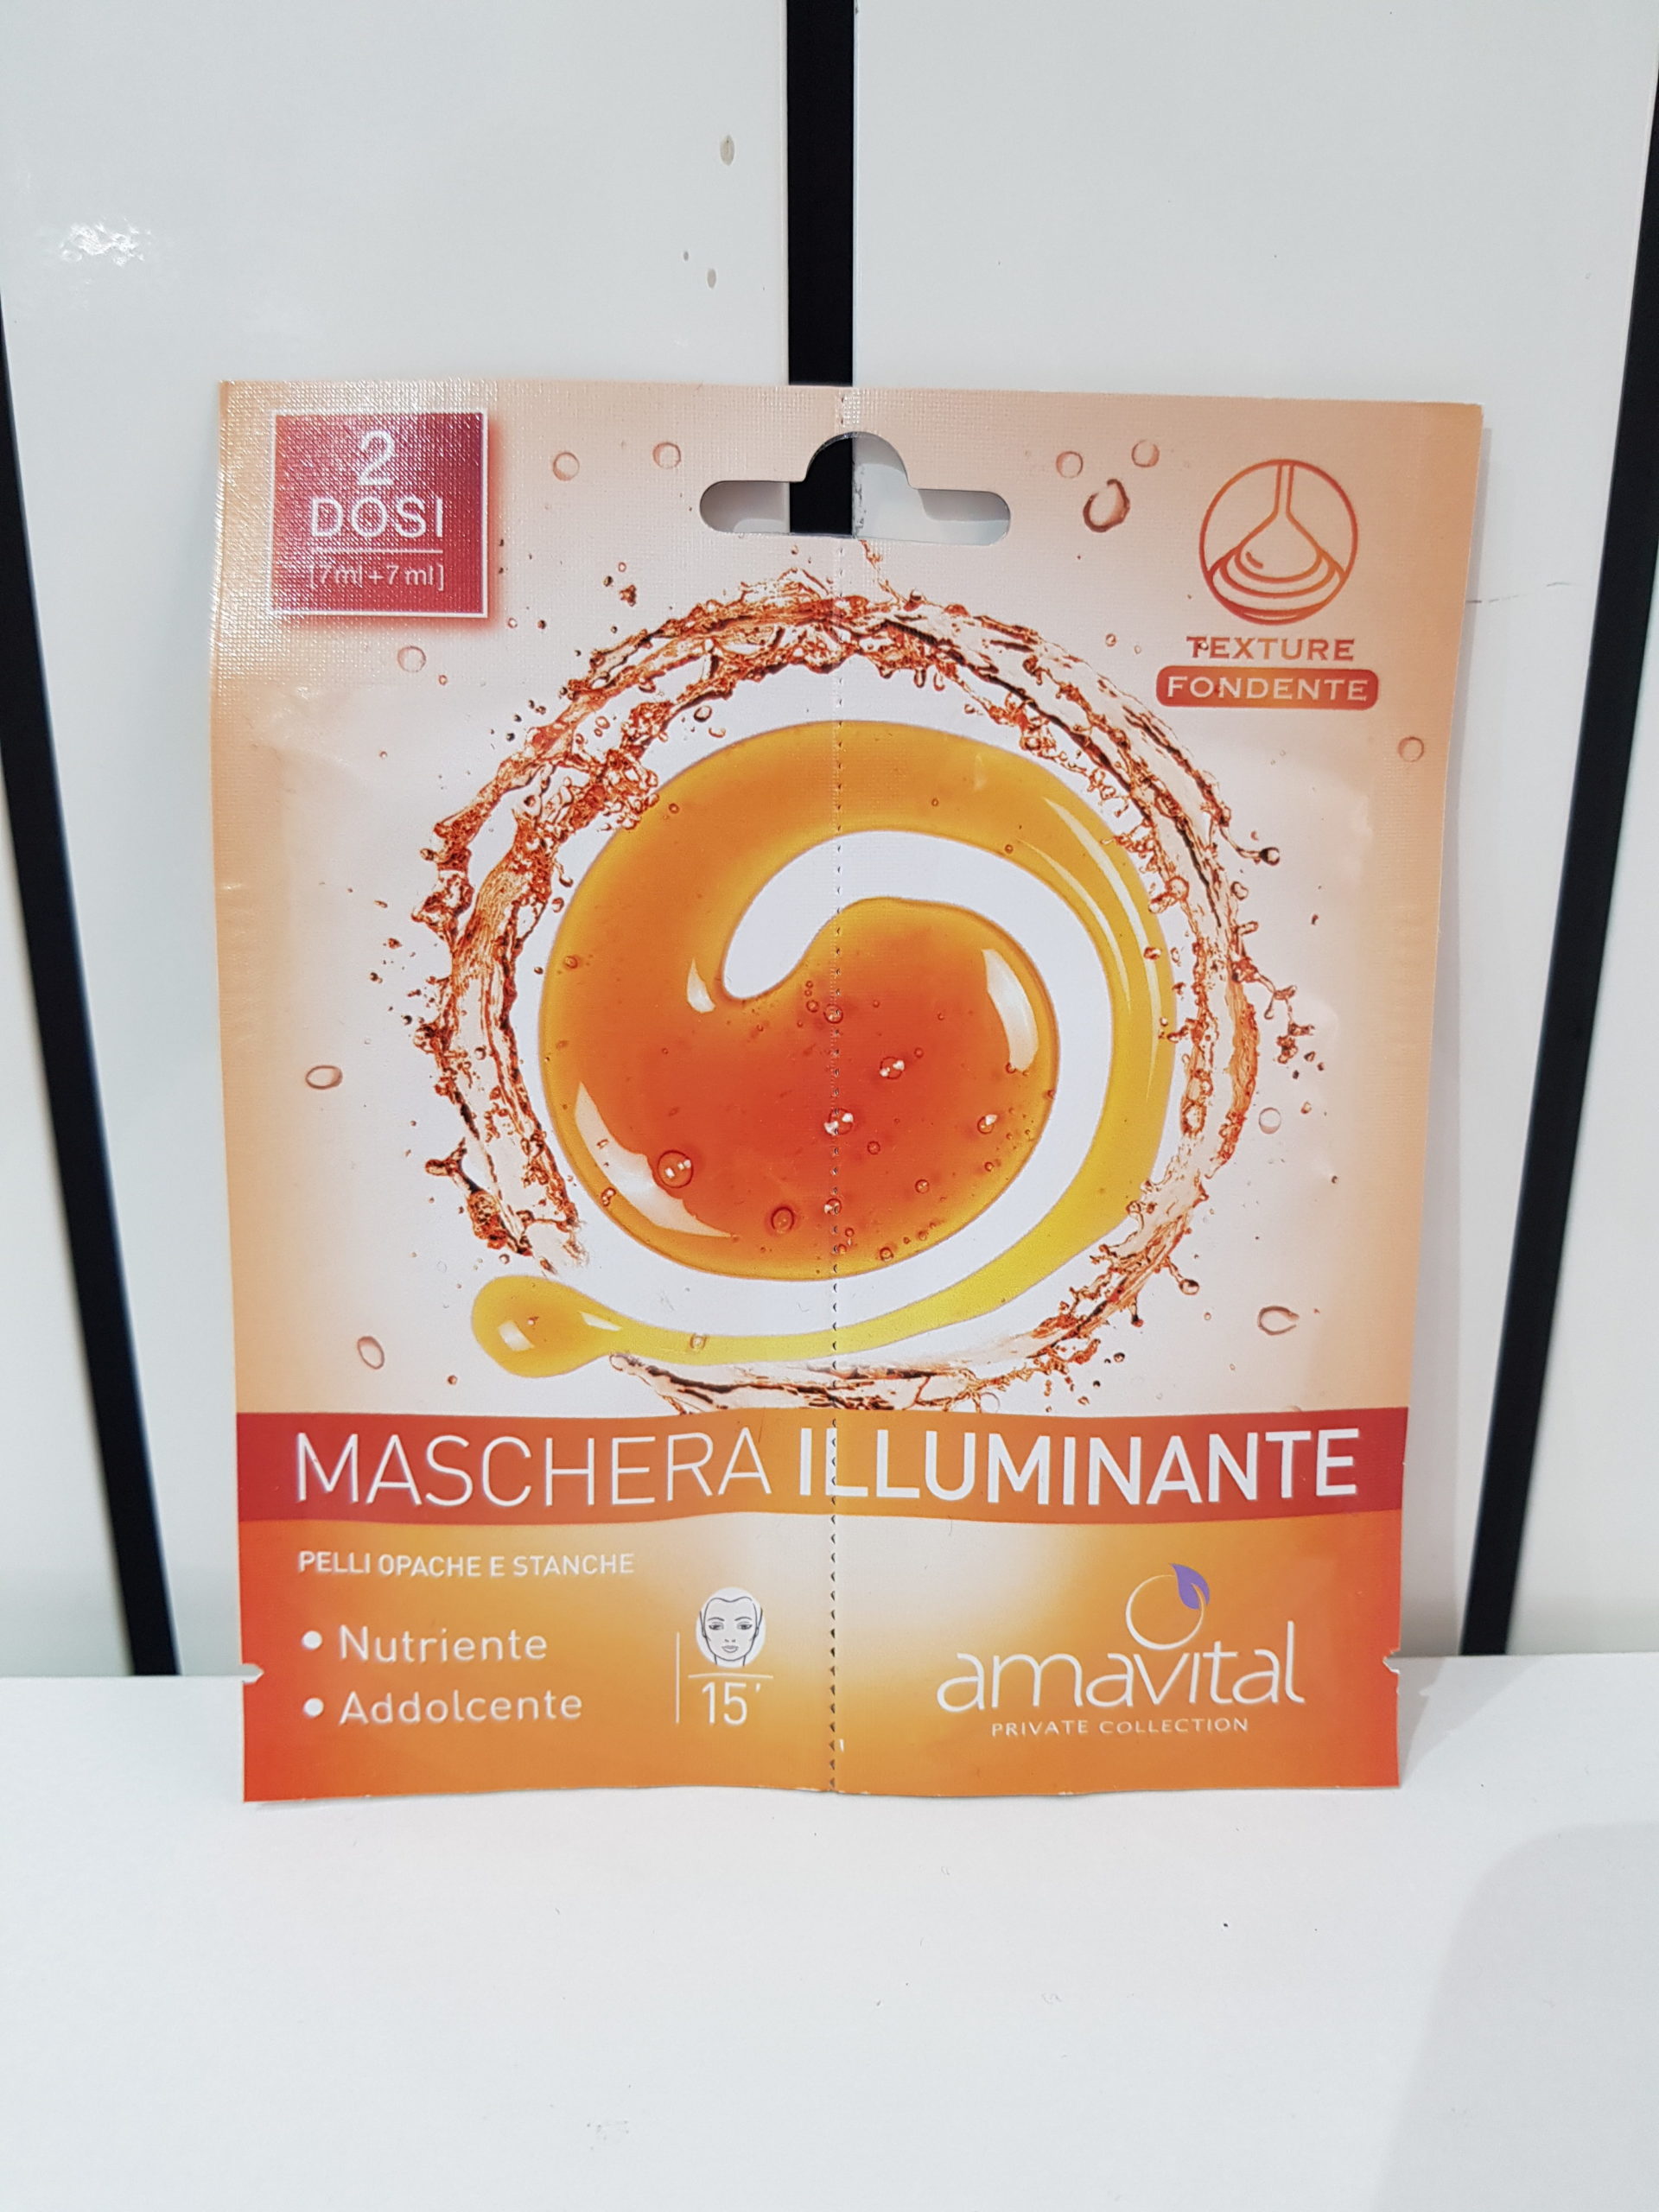 2
DOSI
[7ml+7ml]
TEXTURE
FONDENTE
MASCHERA ILLUMINANTE
PELLI OPACHE E STANCHE
• Nutriente
• Addolcente
15'
amavital
PRIVATE COLLECTION